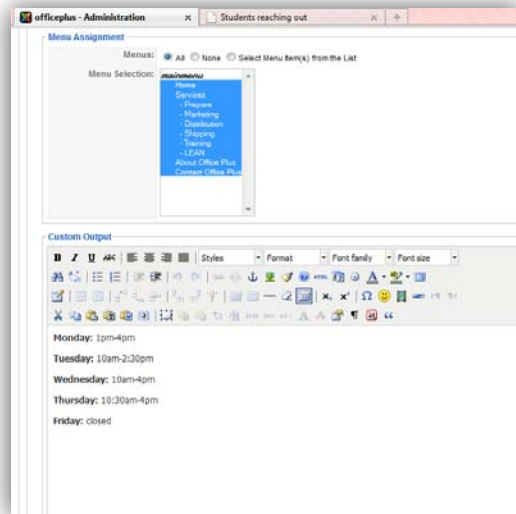 officeplus - Administration
Students reaching out
Menu Assignment
Menus: All None Select Menu Item(s) from the List
Menu Selection: mainmenu
Home
Services
- Prepare
- Marketing
- Distribution
- Shipping
- Training
- LEAN
About Office Plus
Contact Office Plus
Custom Output
B I U ABC Styles Format Font family Font size
HTML
Monday: 1pm-4pm
Tuesday: 10am-2:30pm
Wednesday: 10am-4pm
Thursday: 10:30am-4pm
Friday: closed